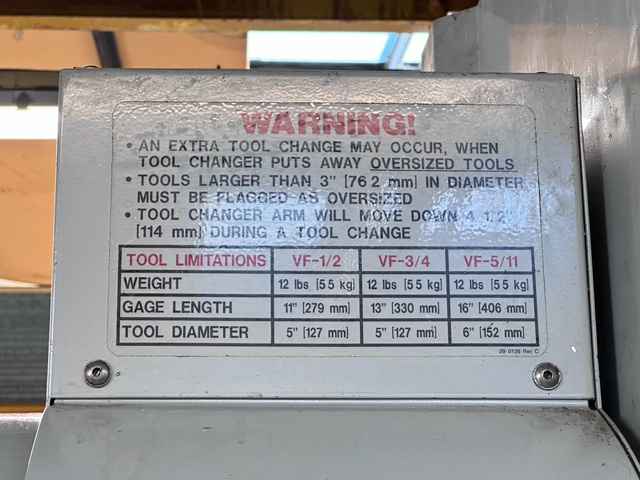 WARNING!
• AN EXTRA TOOL CHANGE MAY OCCUR, WHEN
TOOL CHANGER PUTS AWAY OVERSIZED TOOLS
• TOOLS LARGER THAN 3" [76 2 mm] IN DIAMETER
MUST BE FLAGGED AS OVERSIZED
• TOOL CHANGER ARM WILL MOVE DOWN 4 1/2"
[114 mm] DURING A TOOL CHANGE
TOOL LIMITATIONS VF-1/2 VF-3/4 VF-5/11
WEIGHT 12 lbs [5 5 kg] 12 lbs [5 5 kg] 12 lbs [5 5 kg]
GAGE LENGTH 11" [279 mm] 13" [330 mm] 16" [406 mm]
TOOL DIAMETER 5" [127 mm] 5" [127 mm] 6" [152 mm]
29 0126 Rev C